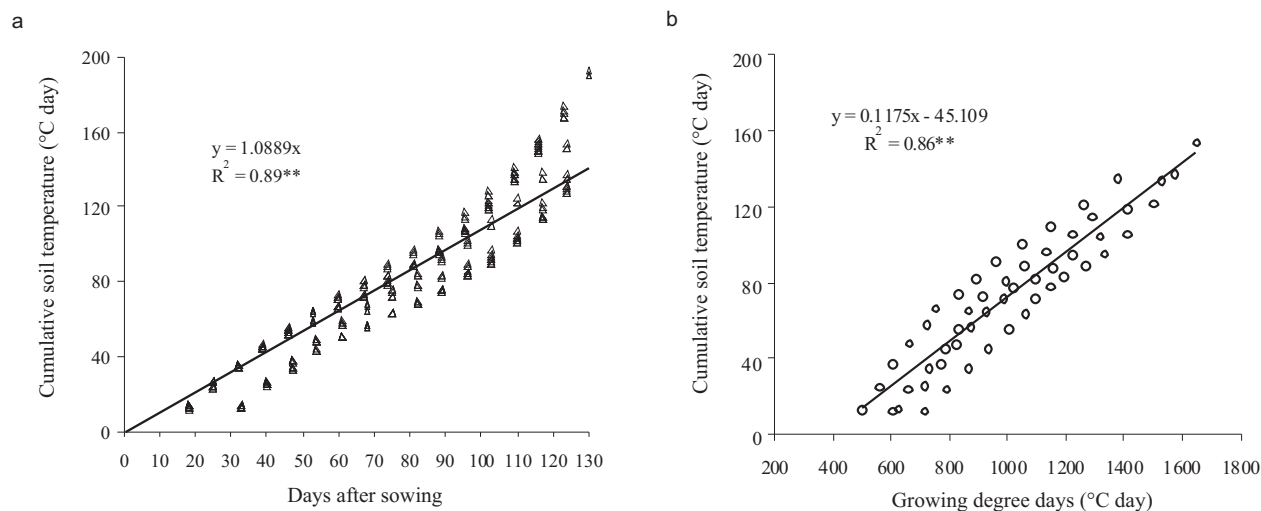 a
Cumulative soil temperature (°C day)
200
160
120
80
40
0
y = 1.0889x
R² = 0.89**
0 10 20 30 40 50 60 70 80 90 100 110 120 130
Days after sowing
b
Cumulative soil temperature (°C day)
200
160
120
80
40
0
y = 0.1175x - 45.109
R² = 0.86**
200 400 600 800 1000 1200 1400 1600 1800
Growing degree days (°C day)